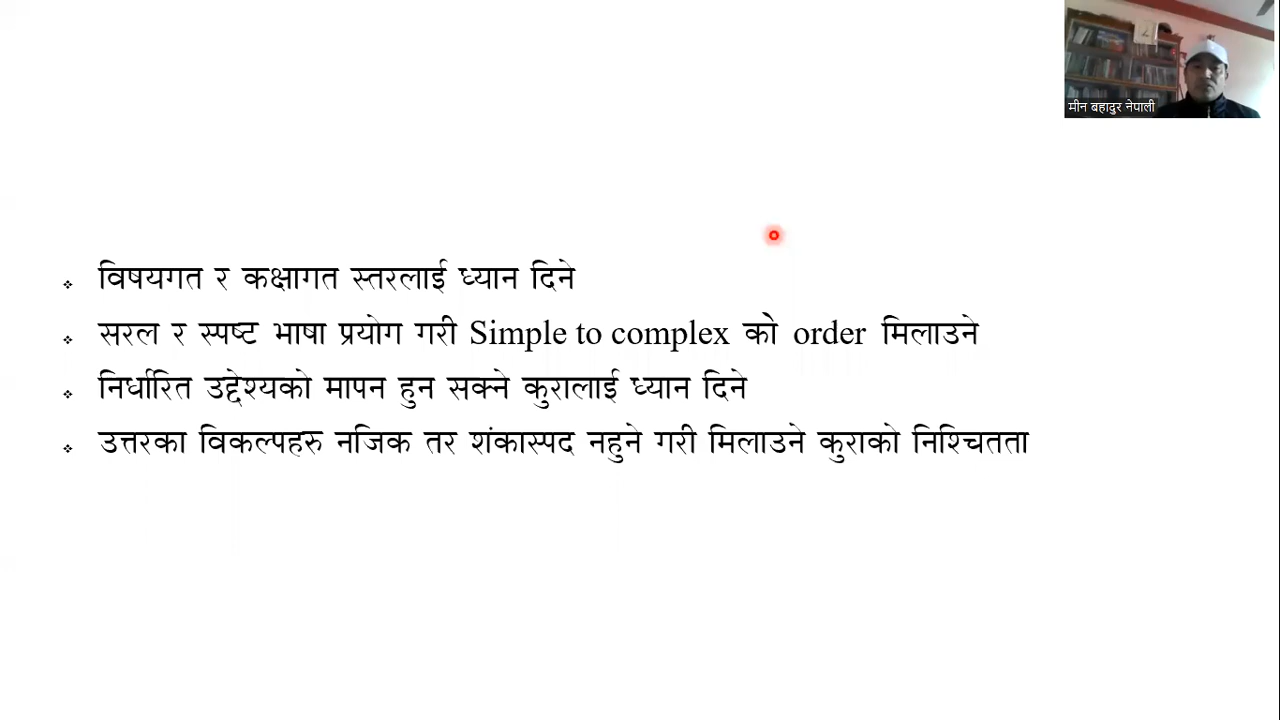 मीन बहादुर नेपाली
विषयगत र कक्षागत स्तरलाई ध्यान दिने
सरल र स्पष्ट भाषा प्रयोग गरी Simple to complex को order मिलाउने
निर्धारित उद्देश्यको मापन हुन सक्ने कुरालाई ध्यान दिने
उत्तरका विकल्पहरु नजिक तर शंकास्पद नहुने गरी मिलाउने कुराको निश्चितता